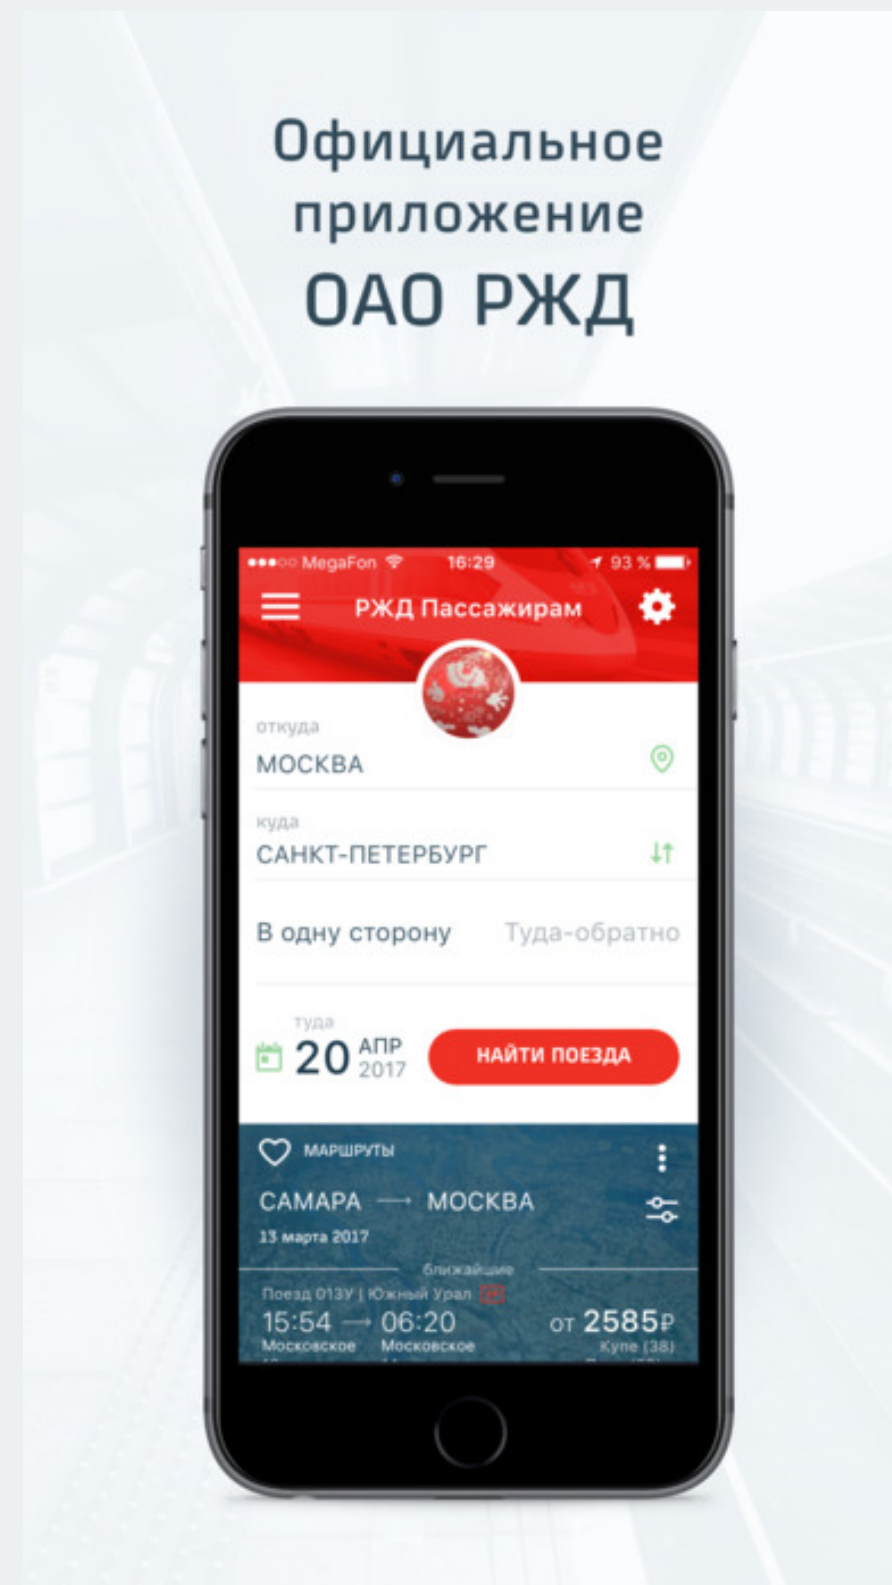 Официальное
приложение
ОАО РЖД
MegaFon 16:29 93 %
РЖД Пассажирам
откуда
МОСКВА
куда
САНКТ-ПЕТЕРБУРГ
В одну сторону Туда-обратно
туда
20 АПР 2017
НАЙТИ ПОЕЗДА
МАРШРУТЫ
САМАРА → МОСКВА
13 марта 2017
ближайшие
Поезд 013У | Южный Урал
15:54 → 06:20 от 2585₽
Московское Московское Купе (38)